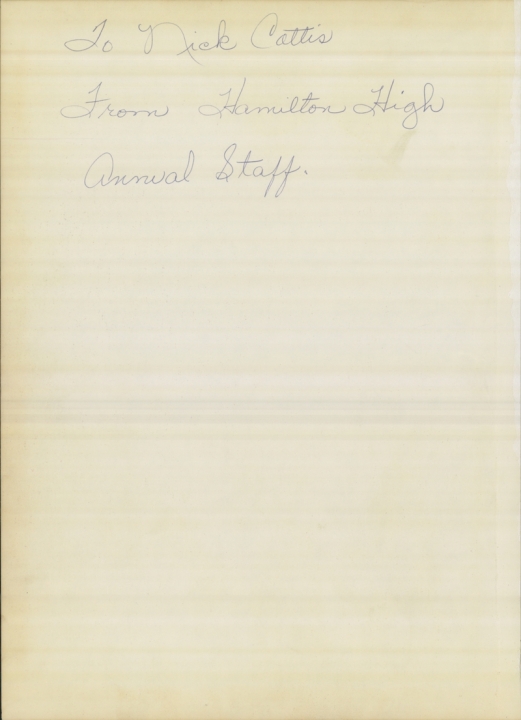 To Nick Cattis
From Hamilton High
Annual Staff.